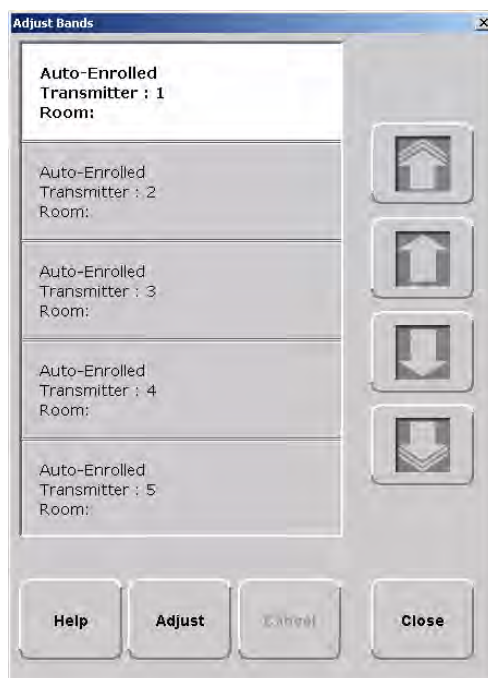 Adjust Bands
Auto-Enrolled
Transmitter : 1
Room:
Auto-Enrolled
Transmitter : 2
Room:
Auto-Enrolled
Transmitter : 3
Room:
Auto-Enrolled
Transmitter : 4
Room:
Auto-Enrolled
Transmitter : 5
Room:
Help Adjust Cancel Close